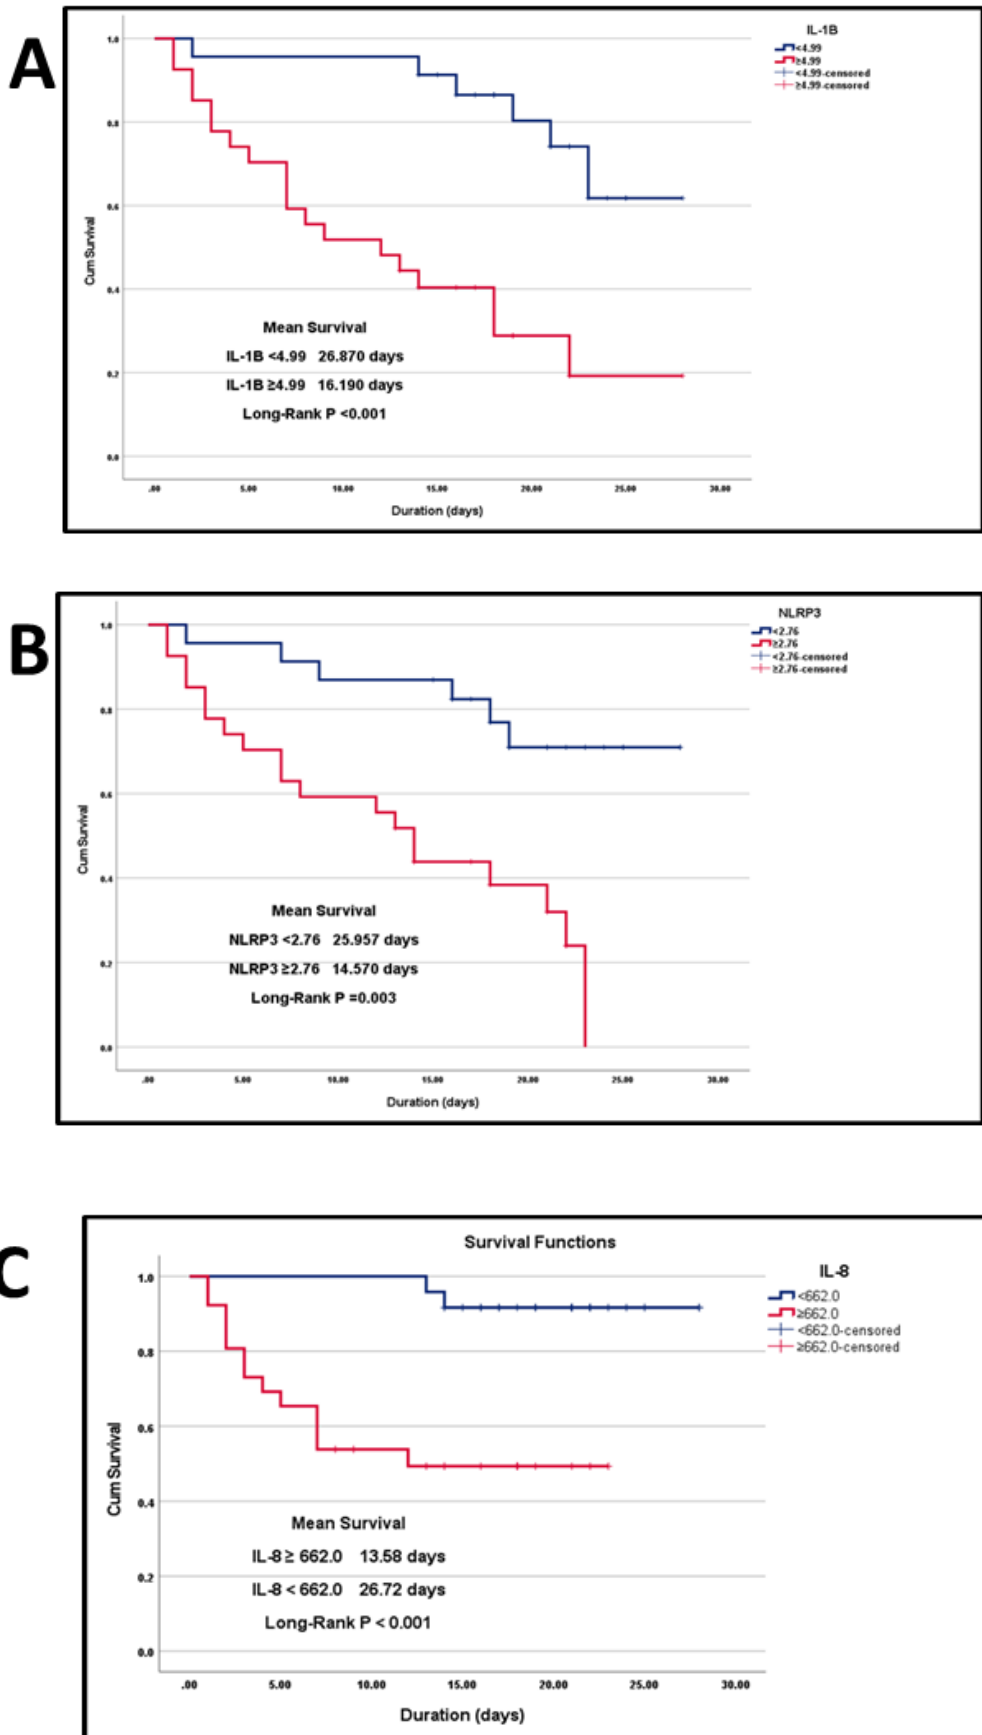 A
IL-1B
<4.99
≥4.99
<4.99-censored
≥4.99-censored
1.0
0.8
0.6
0.4
0.2
0.0
Cum Survival
Mean Survival
IL-1B <4.99 26.870 days
IL-1B ≥4.99 16.190 days
Long-Rank P <0.001
.00 5.00 10.00 15.00 20.00 25.00 30.00
Duration (days)
B
NLRP3
<2.76
≥2.76
<2.76-censored
≥2.76-censored
1.0
0.8
0.6
0.4
0.2
0.0
Cum Survival
Mean Survival
NLRP3 <2.76 25.957 days
NLRP3 ≥2.76 14.570 days
Long-Rank P =0.003
.00 5.00 10.00 15.00 20.00 25.00 30.00
Duration (days)
C
Survival Functions
IL-8
<662.0
≥662.0
<662.0-censored
≥662.0-censored
1.0
0.8
0.6
0.4
0.2
0.0
Cum Survival
Mean Survival
IL-8 ≥ 662.0 13.58 days
IL-8 < 662.0 26.72 days
Long-Rank P < 0.001
.00 5.00 10.00 15.00 20.00 25.00 30.00
Duration (days)